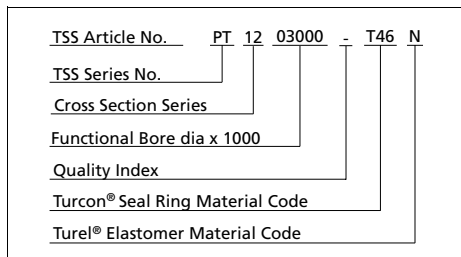 TSS Article No. PT 12 03000 - T46 N
TSS Series No.
Cross Section Series
Functional Bore dia x 1000
Quality Index
Turcon® Seal Ring Material Code
Turel® Elastomer Material Code